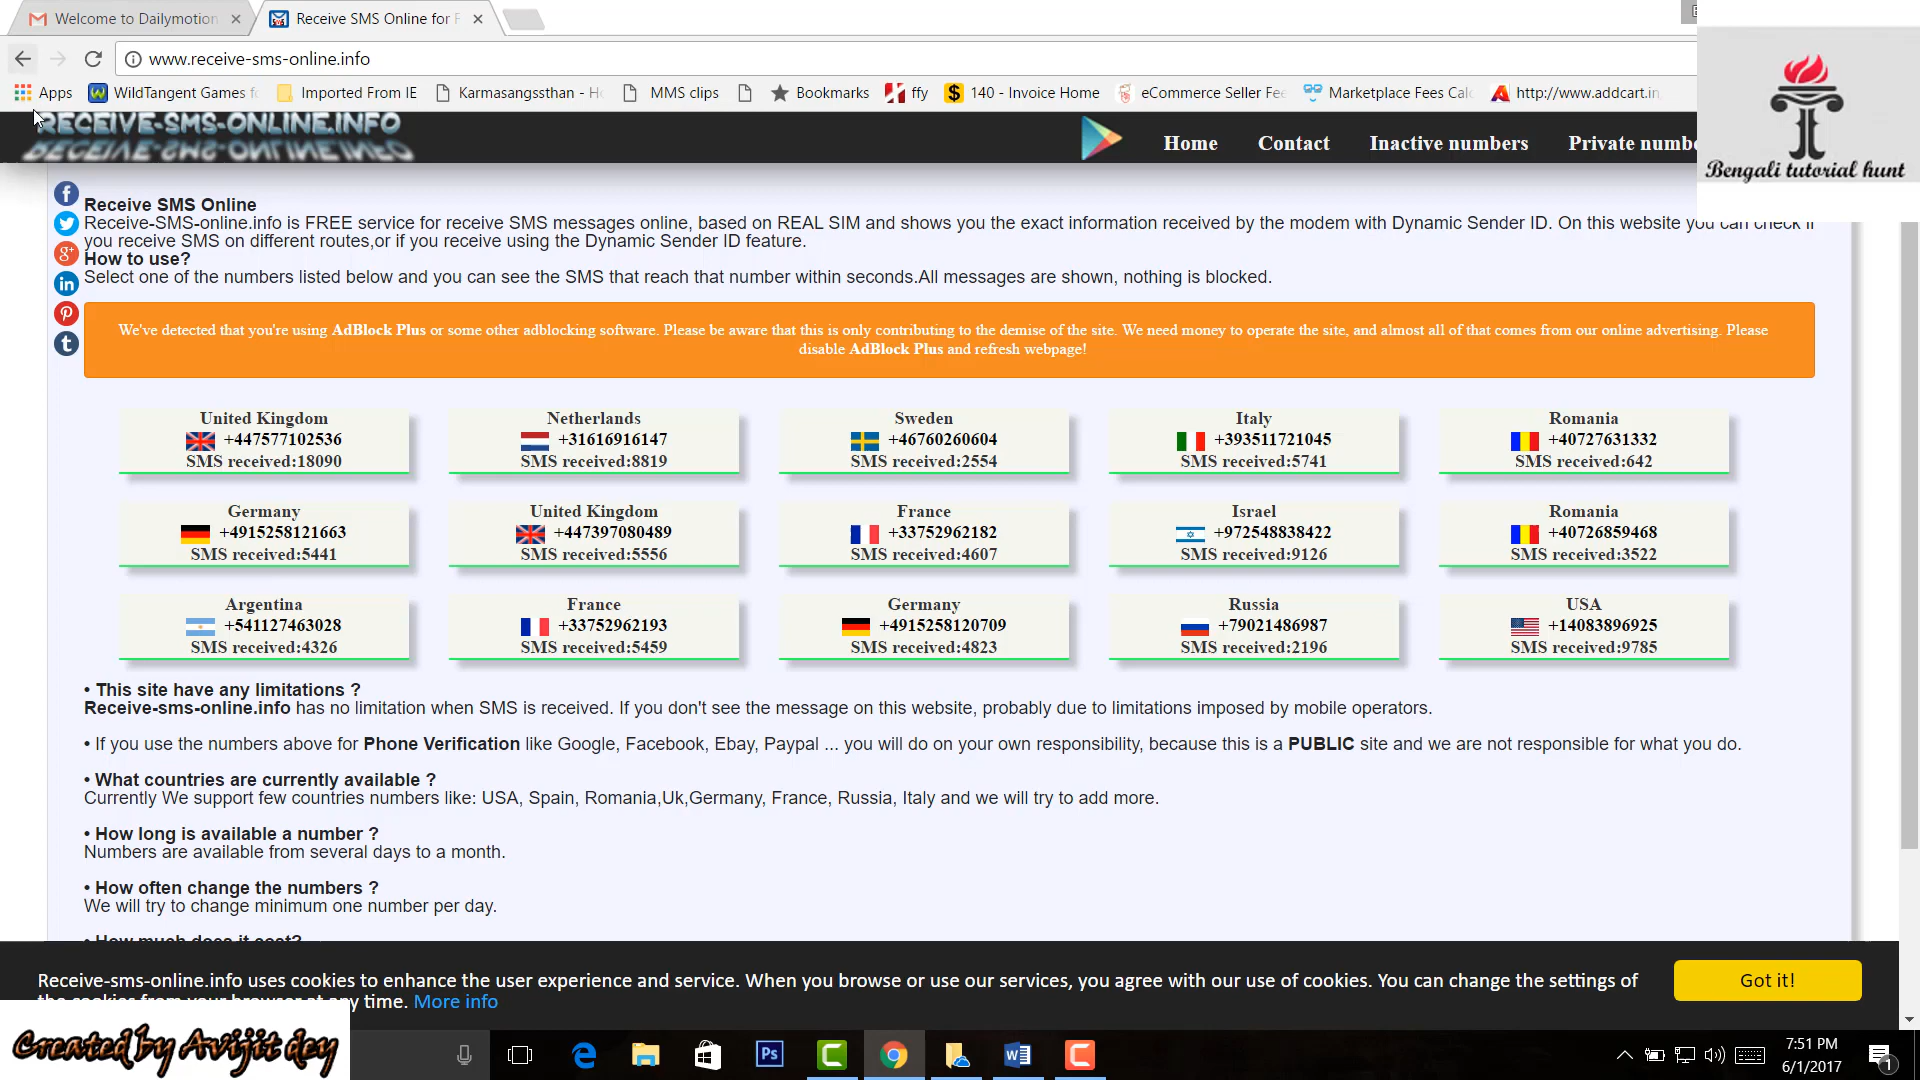 Welcome to Dailymotion
Receive SMS Online for F
www.receive-sms-online.info
Apps WildTangent Games fo Imported From IE Karmasangssthan - Ho MMS clips Bookmarks ffy 140 - Invoice Home eCommerce Seller Fee Marketplace Fees Calc http://www.addcart.in
RECEIVE-SMS-ONLINE.INFO
Home Contact Inactive numbers Private numbe
Bengali tutorial hunt
Receive SMS Online
Receive-SMS-online.info is FREE service for receive SMS messages online, based on REAL SIM and shows you the exact information received by the modem with Dynamic Sender ID. On this website you can check if
you receive SMS on different routes,or if you receive using the Dynamic Sender ID feature.
How to use?
Select one of the numbers listed below and you can see the SMS that reach that number within seconds.All messages are shown, nothing is blocked.
We've detected that you're using AdBlock Plus or some other adblocking software. Please be aware that this is only contributing to the demise of the site. We need money to operate the site, and almost all of that comes from our online advertising. Please
disable AdBlock Plus and refresh webpage!
United Kingdom
+447577102536
SMS received:18090
Netherlands
+31616916147
SMS received:8819
Sweden
+46760260604
SMS received:2554
Italy
+393511721045
SMS received:5741
Romania
+40727631332
SMS received:642
Germany
+4915258121663
SMS received:5441
United Kingdom
+447397080489
SMS received:5556
France
+33752962182
SMS received:4607
Israel
+972548838422
SMS received:9126
Romania
+40726859468
SMS received:3522
Argentina
+541127463028
SMS received:4326
France
+33752962193
SMS received:5459
Germany
+4915258120709
SMS received:4823
Russia
+79021486987
SMS received:2196
USA
+14083896925
SMS received:9785
• This site have any limitations ?
Receive-sms-online.info has no limitation when SMS is received. If you don't see the message on this website, probably due to limitations imposed by mobile operators.
• If you use the numbers above for Phone Verification like Google, Facebook, Ebay, Paypal ... you will do on your own responsibility, because this is a PUBLIC site and we are not responsible for what you do.
• What countries are currently available ?
Currently We support few countries numbers like: USA, Spain, Romania,Uk,Germany, France, Russia, Italy and we will try to add more.
• How long is available a number ?
Numbers are available from several days to a month.
• How often change the numbers ?
We will try to change minimum one number per day.
• How much does it cost?
Receive-sms-online.info uses cookies to enhance the user experience and service. When you browse or use our services, you agree with our use of cookies. You can change the settings of
the cookies from your browser at any time. More info
Got it!
Created by Avijit dey
7:51 PM
6/1/2017
1